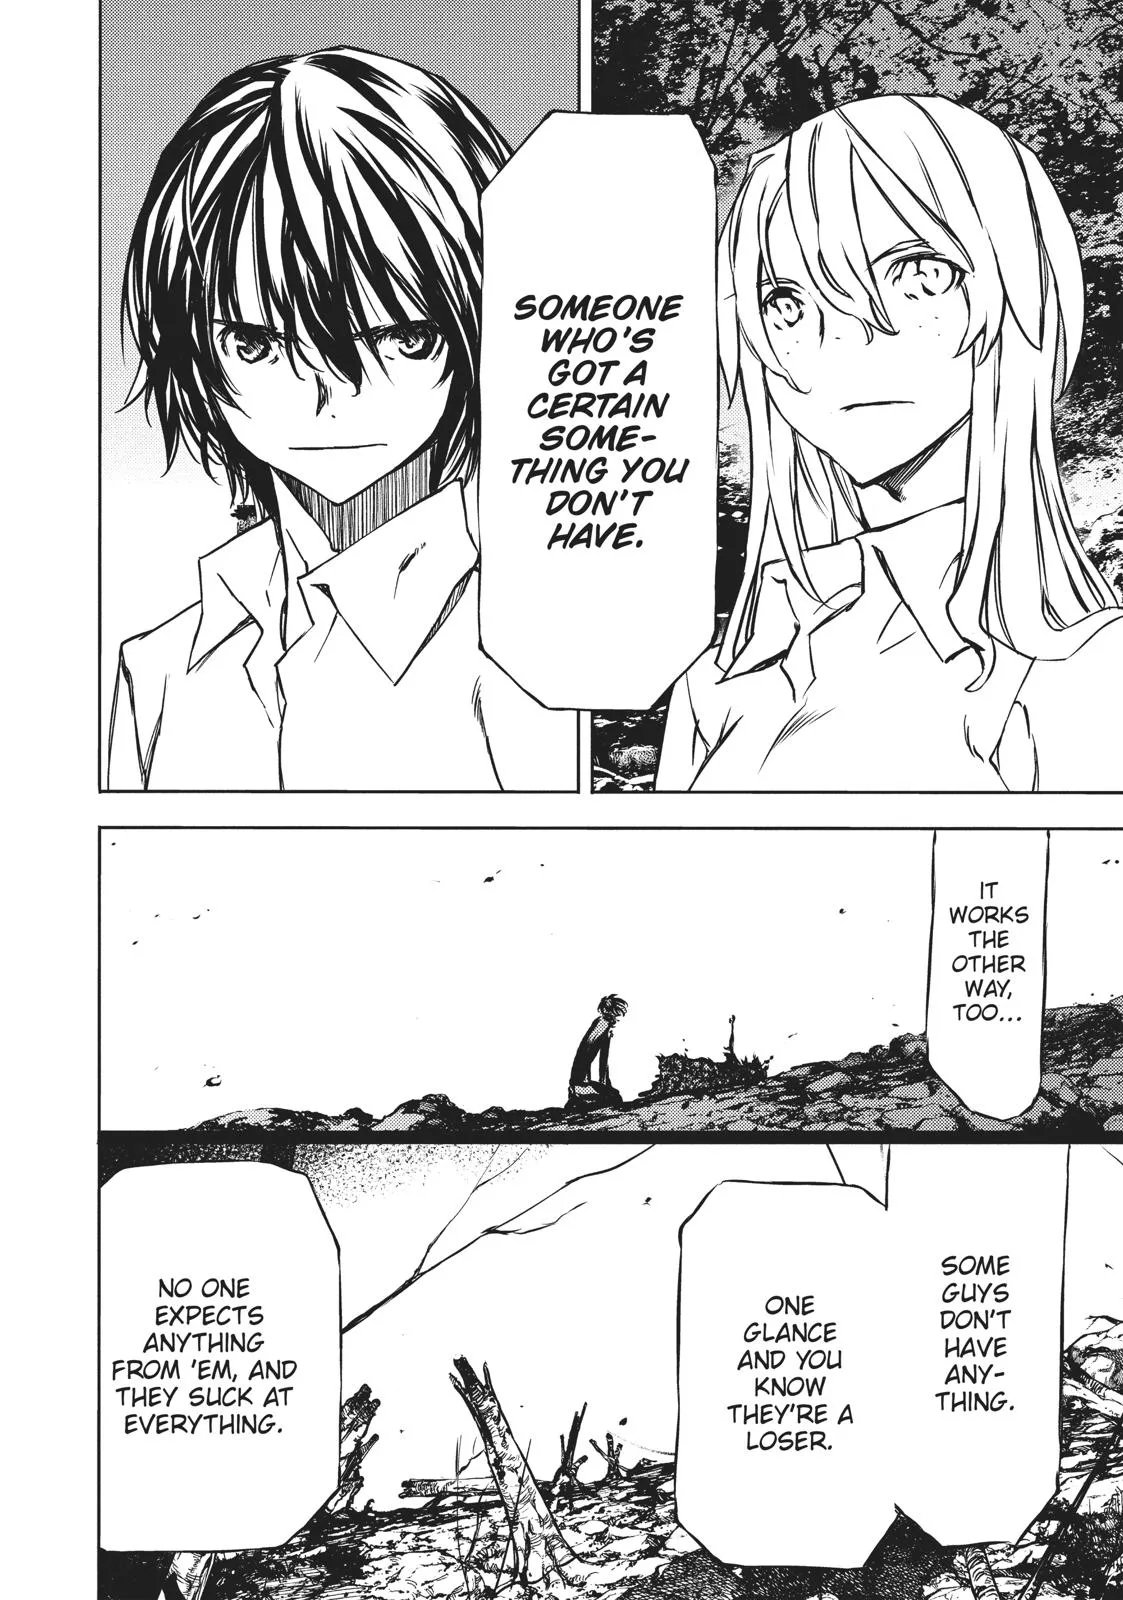 SOMEONE
WHO'S
GOT A
CERTAIN
SOME-
THING YOU
DON'T
HAVE.
IT
WORKS
THE
OTHER
WAY,
TOO...
SOME
GUYS
DON'T
HAVE
ANY-
THING.
ONE
GLANCE
AND YOU
KNOW
THEY'RE A
LOSER.
NO ONE
EXPECTS
ANYTHING
FROM 'EM, AND
THEY SUCK AT
EVERYTHING.